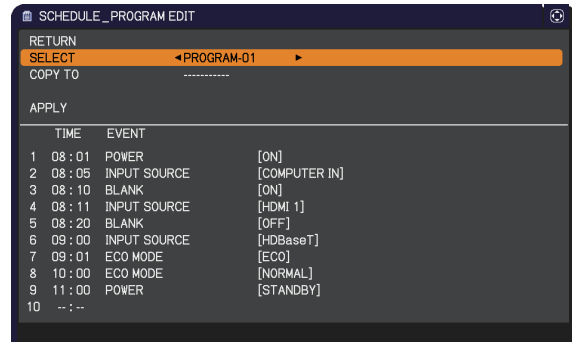 SCHEDULE_PROGRAM EDIT
RETURN
SELECT ◄PROGRAM-01 ►
COPY TO -----------
APPLY
TIME EVENT
1 08:01 POWER [ON]
2 08:05 INPUT SOURCE [COMPUTER IN]
3 08:10 BLANK [ON]
4 08:11 INPUT SOURCE [HDMI 1]
5 08:20 BLANK [OFF]
6 09:00 INPUT SOURCE [HDBaseT]
7 09:01 ECO MODE [ECO]
8 10:00 ECO MODE [NORMAL]
9 11:00 POWER [STANDBY]
10 --:--